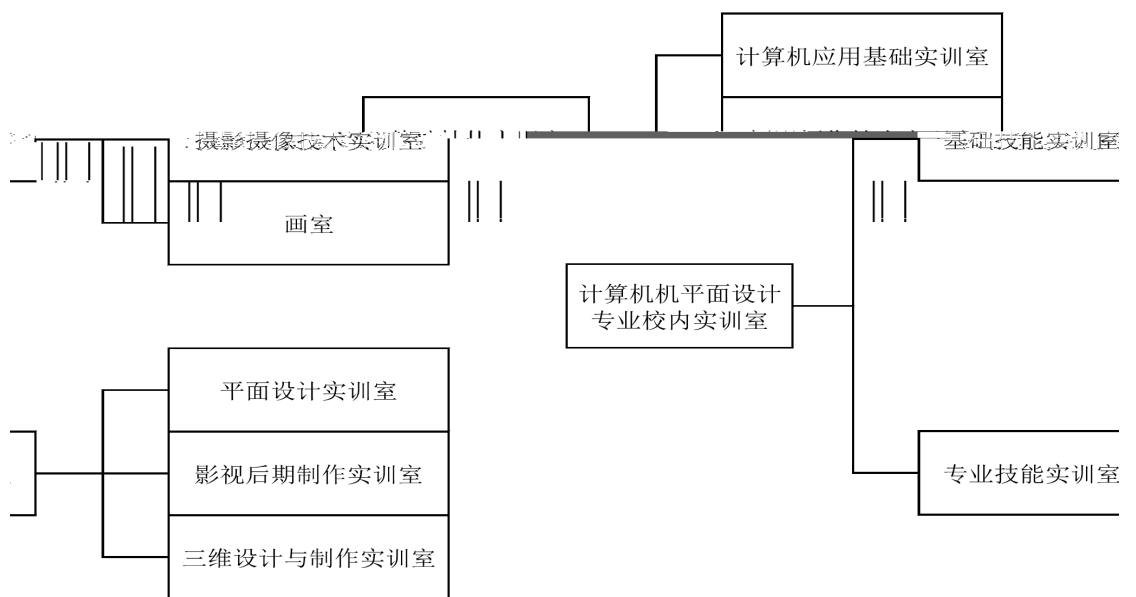 计算机应用基础实训室
摄影摄像技术实训室
基础技能实训室
画室
计算机机平面设计
专业校内实训室
平面设计实训室
影视后期制作实训室
专业技能实训室
三维设计与制作实训室